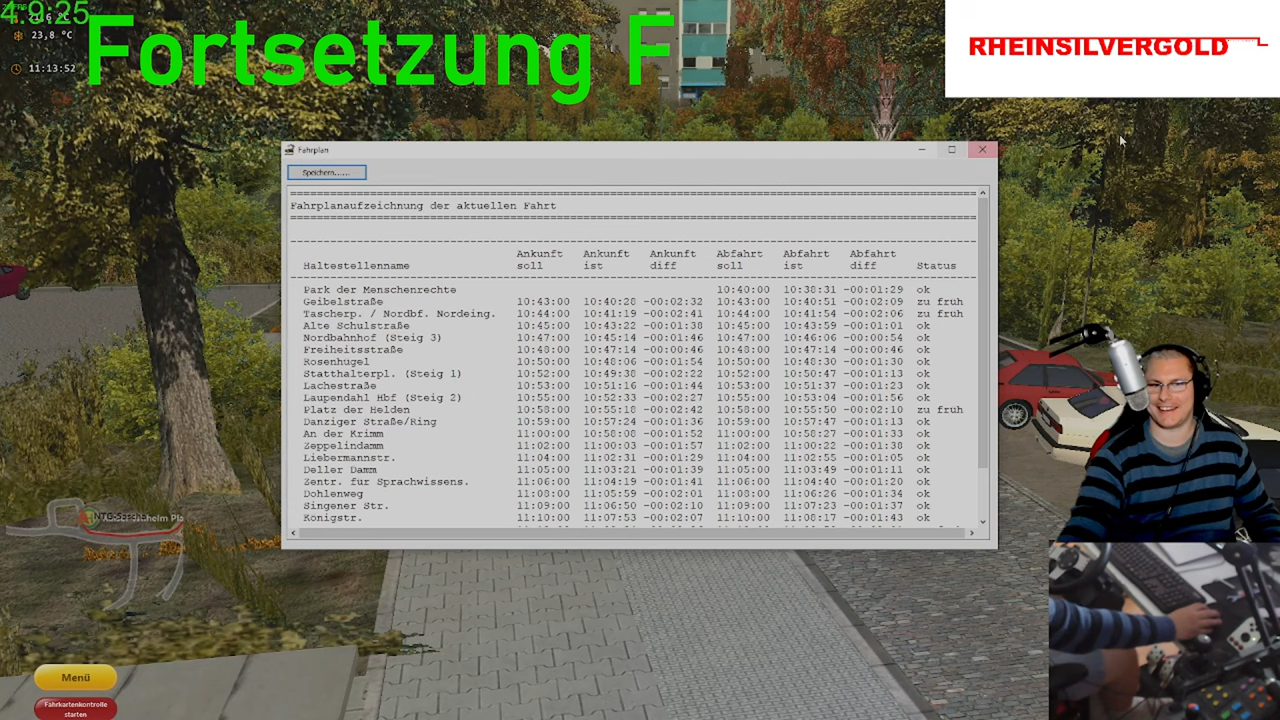 4.9:25
23,8 °C
11:13:52
Fortsetzung F
RHEINSILVERGOLD
Fahrplan
Speichern......
Fahrplanaufzeichnung der aktuellen Fahrt
Ankunft Ankunft Ankunft Abfahrt Abfahrt Abfahrt
Haltestellenname soll ist diff soll ist diff Status
Park der Menschenrechte 10:40:00 10:38:31 -00:01:29 ok
Geibelstraße 10:43:00 10:40:28 -00:02:32 10:43:00 10:40:51 -00:02:09 zu fruh
Tascherp. / Nordbf. Nordeing. 10:44:00 10:41:19 -00:02:41 10:44:00 10:41:54 -00:02:06 zu fruh
Alte Schulstraße 10:45:00 10:43:22 -00:01:38 10:45:00 10:43:59 -00:01:01 ok
Nordbahnhof (Steig 3) 10:47:00 10:45:14 -00:01:46 10:47:00 10:46:06 -00:00:54 ok
Freiheitsstraße 10:48:00 10:47:14 -00:00:46 10:48:00 10:47:14 -00:00:46 ok
Rosenhugel 10:50:00 10:48:06 -00:01:54 10:50:00 10:48:30 -00:01:30 ok
Statthalterpl. (Steig 1) 10:52:00 10:49:38 -00:02:22 10:52:00 10:50:47 -00:01:13 ok
Lachestraße 10:53:00 10:51:16 -00:01:44 10:53:00 10:51:37 -00:01:23 ok
Laupendahl Hbf (Steig 2) 10:55:00 10:52:33 -00:02:27 10:55:00 10:53:04 -00:01:56 ok
Platz der Helden 10:58:00 10:55:18 -00:02:42 10:58:00 10:55:50 -00:02:10 zu fruh
Danziger Straße/Ring 10:59:00 10:57:24 -00:01:36 10:59:00 10:57:47 -00:01:13 ok
An der Krimm 11:00:00 10:58:08 -00:01:52 11:00:00 10:58:27 -00:01:33 ok
Zeppelindamm 11:02:00 11:00:03 -00:01:57 11:02:00 11:00:22 -00:01:38 ok
Liebermannstr. 11:04:00 11:02:31 -00:01:29 11:04:00 11:02:55 -00:01:05 ok
Deller Damm 11:05:00 11:03:21 -00:01:39 11:05:00 11:03:49 -00:01:11 ok
Zentr. fur Sprachwissens. 11:06:00 11:04:19 -00:01:41 11:06:00 11:04:40 -00:01:20 ok
Dohlenweg 11:08:00 11:05:59 -00:02:01 11:08:00 11:06:26 -00:01:34 ok
Singener Str. 11:09:00 11:06:50 -00:02:10 11:09:00 11:07:23 -00:01:37 ok
Konigstr. 11:10:00 11:07:53 -00:02:07 11:10:00 11:08:17 -00:01:43 ok
Menü
Fahrkartenkontrolle
starten